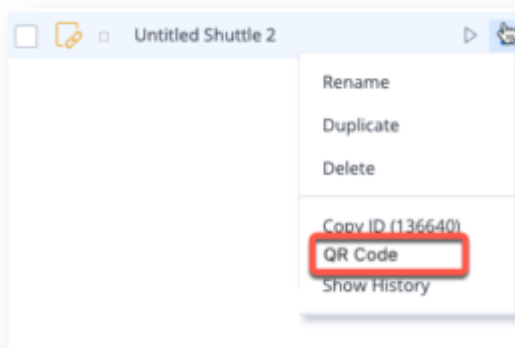 Untitled Shuttle 2
Rename
Duplicate
Delete
Copy ID (136640)
QR Code
Show History